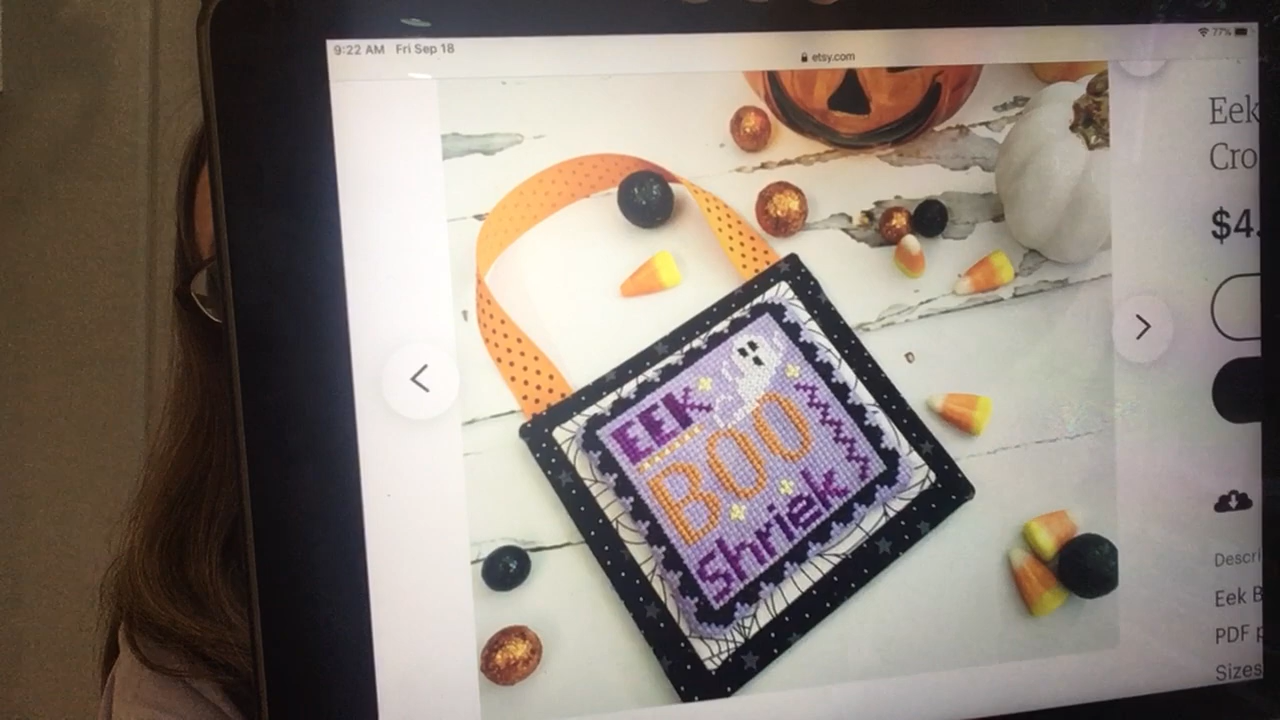 9:22 AM Fri Sep 18
77%
etsy.com
Eek
Cro
$4.
EEK
BOO
Shriek
Descri
Eek B
PDF p
Sizes